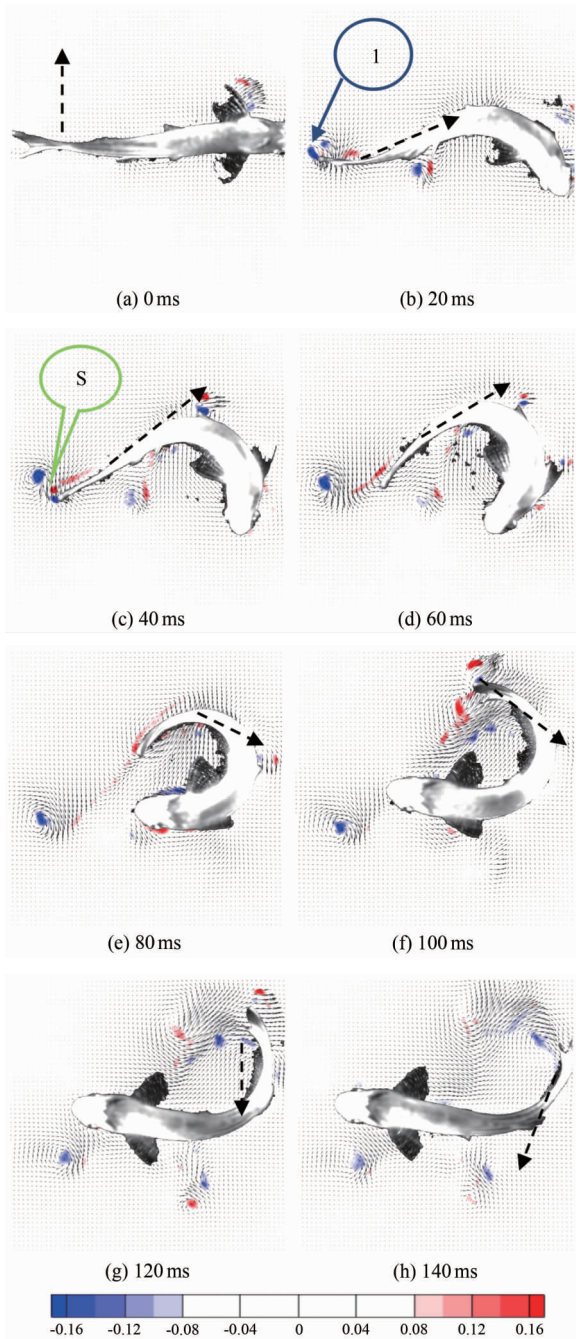 1
(a) 0 ms
(b) 20 ms
S
(c) 40 ms
(d) 60 ms
(e) 80 ms
(f) 100 ms
(g) 120 ms
(h) 140 ms
-0.16 -0.12 -0.08 -0.04 0 0.04 0.08 0.12 0.16